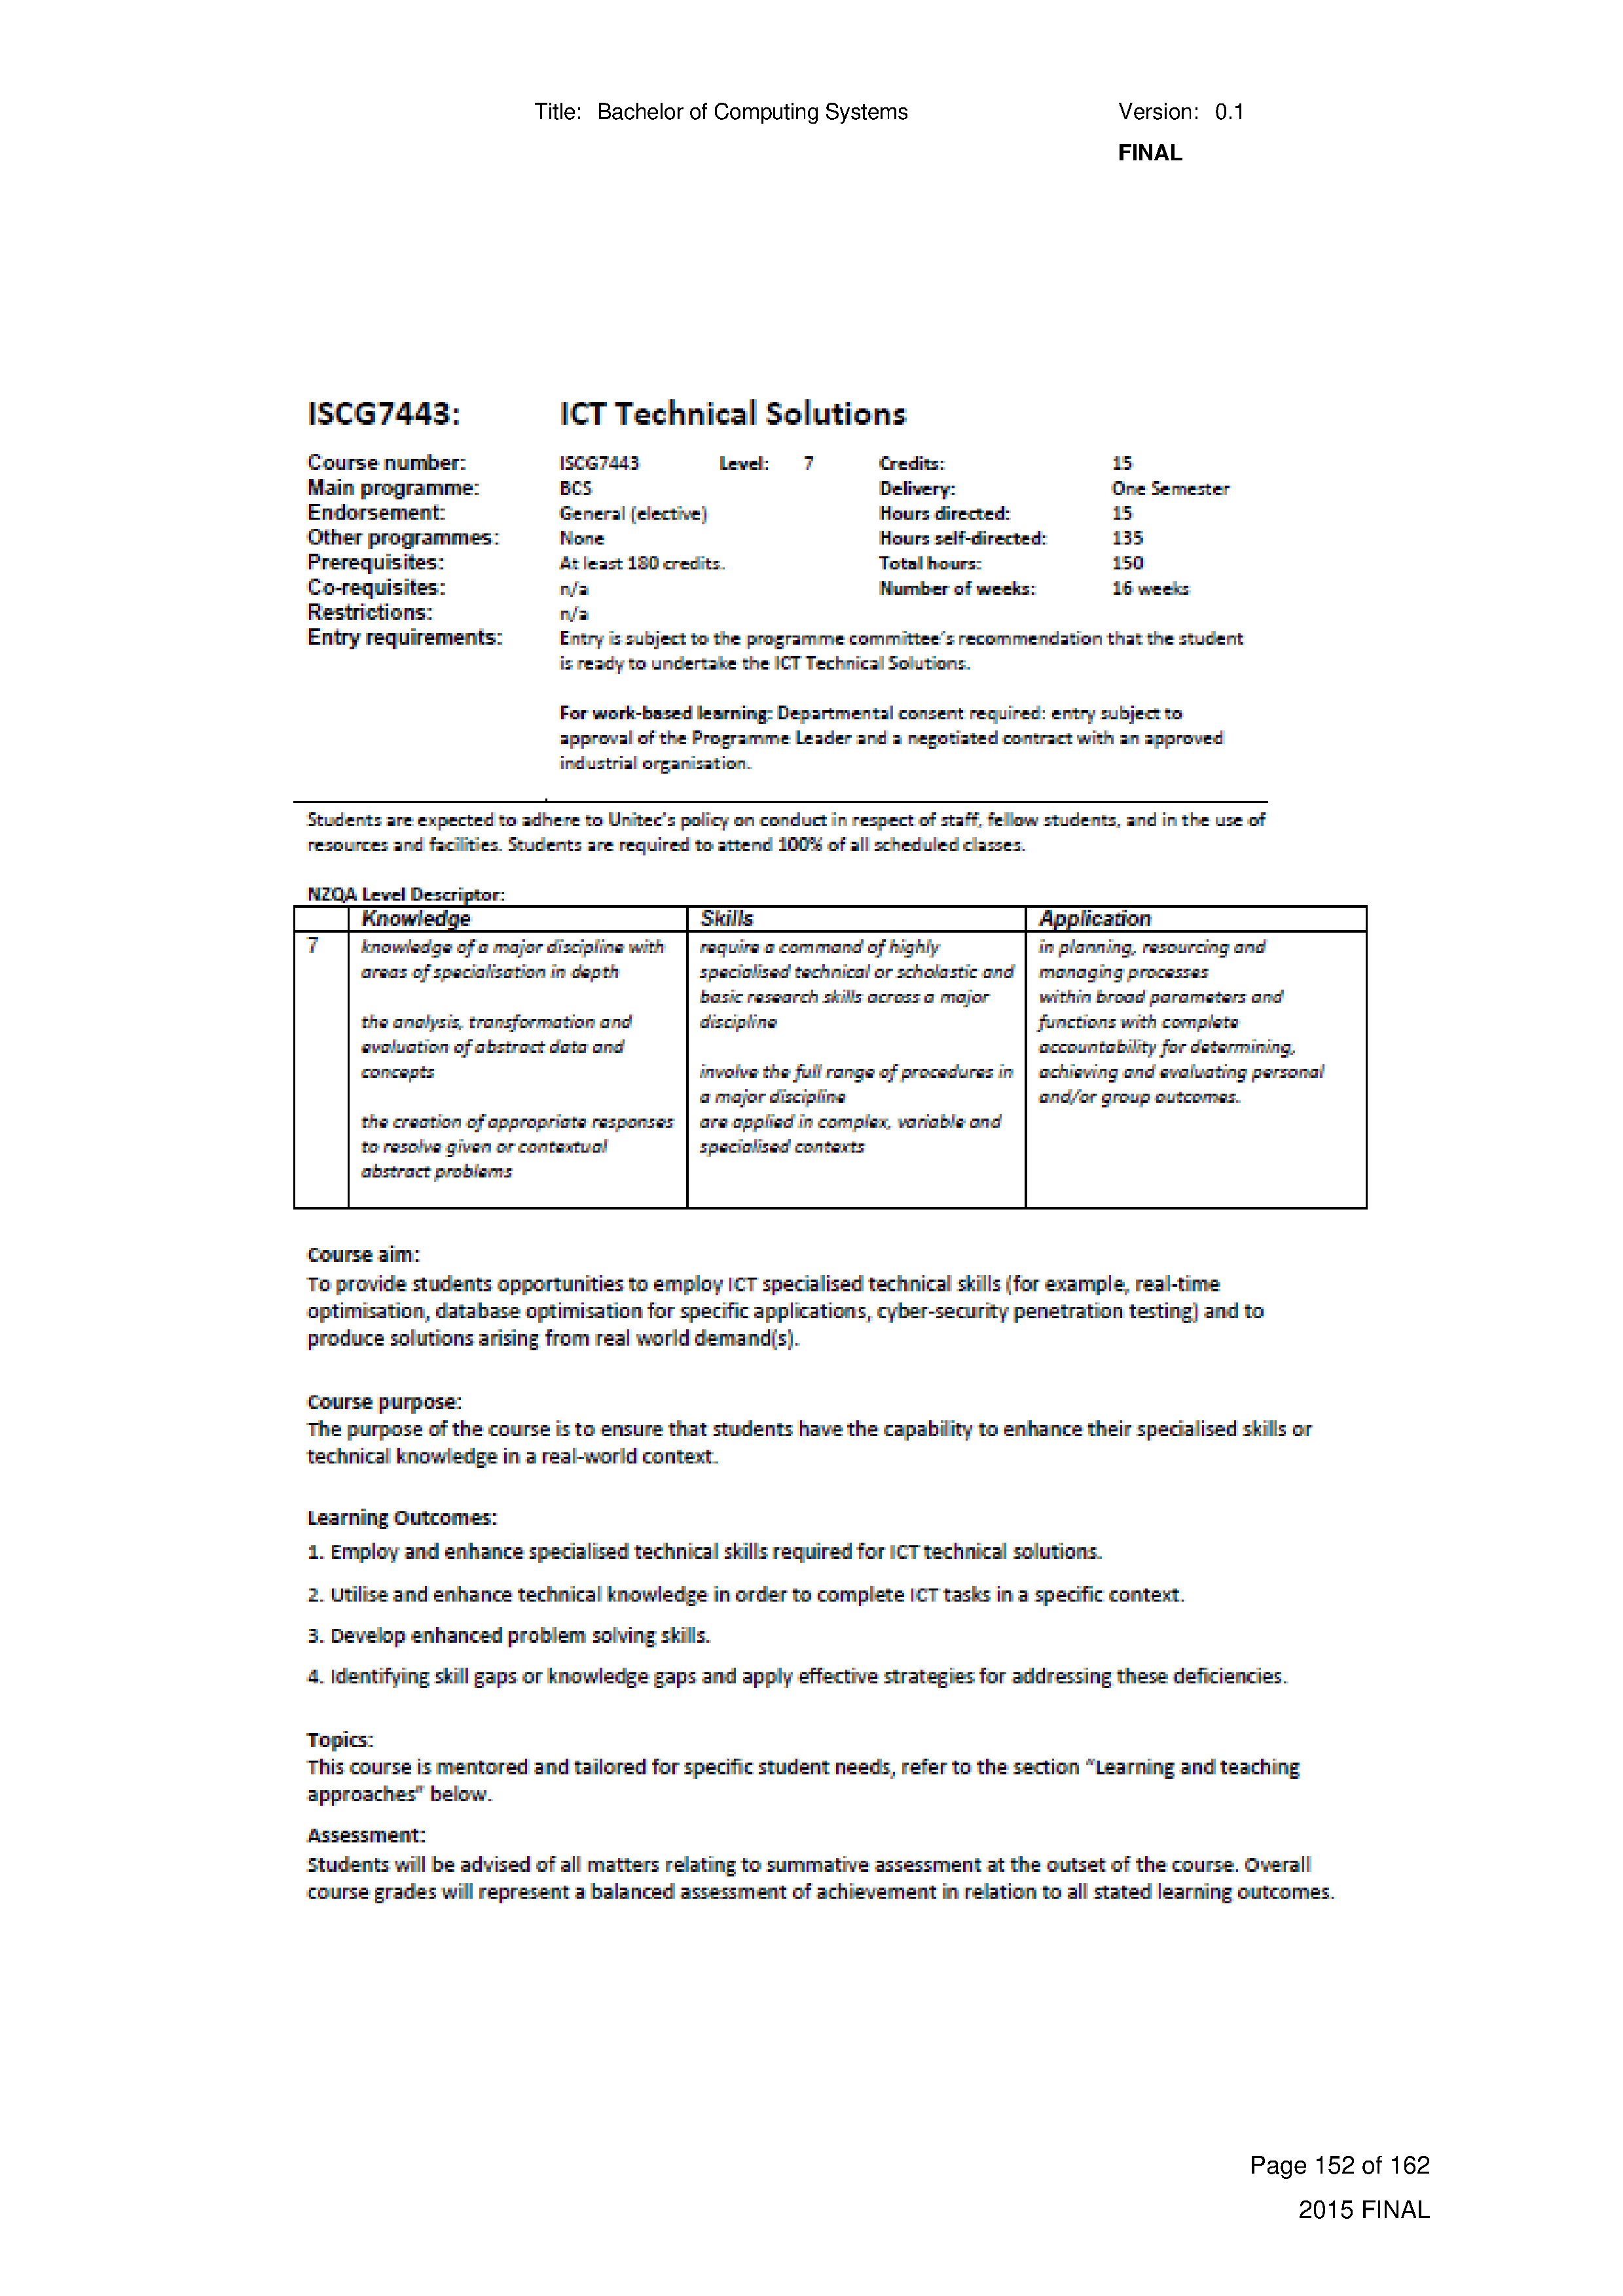 Title: Bachelor of Computing Systems Version: 0.1
FINAL
ISCG7443: ICT Technical Solutions
Course number: ISCG7443 Level: 7 Credits: 15
Main programme: BCS Delivery: One Semester
Endorsement: General (elective) Hours directed: 15
Other programmes: None Hours self-directed: 135
Prerequisites: At least 180 credits. Total hours: 150
Co-requisites: n/a Number of weeks: 16 weeks
Restrictions: n/a
Entry requirements: Entry is subject to the programme committee's recommendation that the student
is ready to undertake the ICT Technical Solutions.
For work-based learning: Departmental consent required: entry subject to
approval of the Programme Leader and a negotiated contract with an approved
industrial organisation.
Students are expected to adhere to Unitec's policy on conduct in respect of staff, fellow students, and in the use of
resources and facilities. Students are required to attend 100% of all scheduled classes.
NZQA Level Descriptor:
Knowledge Skills Application
7
knowledge of a major discipline with
areas of specialisation in depth
the analysis, transformation and
evaluation of abstract data and
concepts
the creation of appropriate responses
to resolve given or contextual
abstract problems
require a command of highly
specialised technical or scholastic and
basic research skills across a major
discipline
involve the full range of procedures in
a major discipline
are applied in complex, variable and
specialised contexts
in planning, resourcing and
managing processes
within broad parameters and
functions with complete
accountability for determining,
achieving and evaluating personal
and/or group outcomes.
Course aim:
To provide students opportunities to employ ICT specialised technical skills (for example, real-time
optimisation, database optimisation for specific applications, cyber-security penetration testing) and to
produce solutions arising from real world demand(s).
Course purpose:
The purpose of the course is to ensure that students have the capability to enhance their specialised skills or
technical knowledge in a real-world context.
Learning Outcomes:
1. Employ and enhance specialised technical skills required for ICT technical solutions.
2. Utilise and enhance technical knowledge in order to complete ICT tasks in a specific context.
3. Develop enhanced problem solving skills.
4. Identifying skill gaps or knowledge gaps and apply effective strategies for addressing these deficiencies.
Topics:
This course is mentored and tailored for specific student needs, refer to the section "Learning and teaching
approaches" below.
Assessment:
Students will be advised of all matters relating to summative assessment at the outset of the course. Overall
course grades will represent a balanced assessment of achievement in relation to all stated learning outcomes.
Page 152 of 162
2015 FINAL